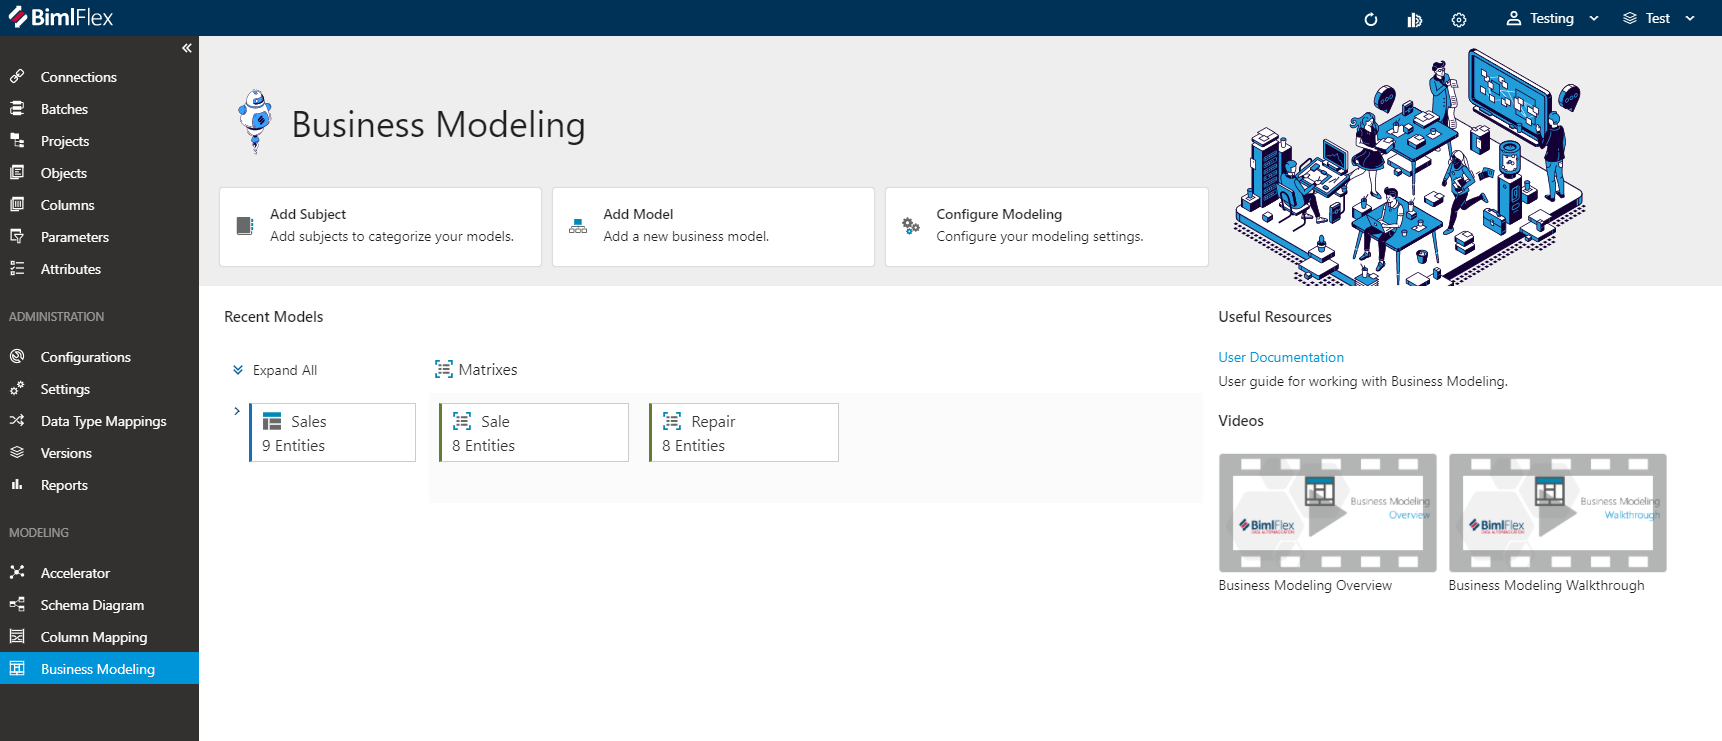 BimlFlex
Testing
Test
Connections
Batches
Projects
Objects
Columns
Parameters
Attributes
ADMINISTRATION
Configurations
Settings
Data Type Mappings
Versions
Reports
MODELING
Accelerator
Schema Diagram
Column Mapping
Business Modeling
Business Modeling
Add Subject
Add subjects to categorize your models.
Add Model
Add a new business model.
Configure Modeling
Configure your modeling settings.
Recent Models
Expand All
Matrixes
Sales
9 Entities
Sale
8 Entities
Repair
8 Entities
Useful Resources
User Documentation
User guide for working with Business Modeling.
Videos
Business Modeling
Overview
BimlFlex
DATA AUTOMATION
Business Modeling
Walkthrough
BimlFlex
DATA AUTOMATION
Business Modeling Overview
Business Modeling Walkthrough